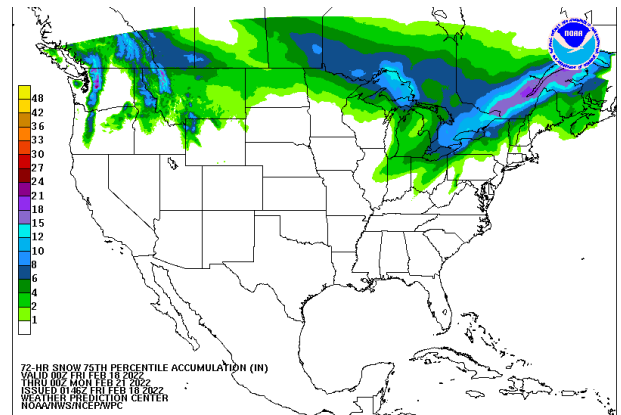 NOAA
48
42
36
33
30
27
24
21
18
15
12
10
8
6
4
2
1
72-HR SNOW 75TH PERCENTILE ACCUMULATION (IN)
VALID 00Z FRI FEB 18 2022
THRU 00Z MON FEB 21 2022
ISSUED 0146Z FRI FEB 18 2022
WEATHER PREDICTION CENTER
NOAA/NWS/NCEP/WPC